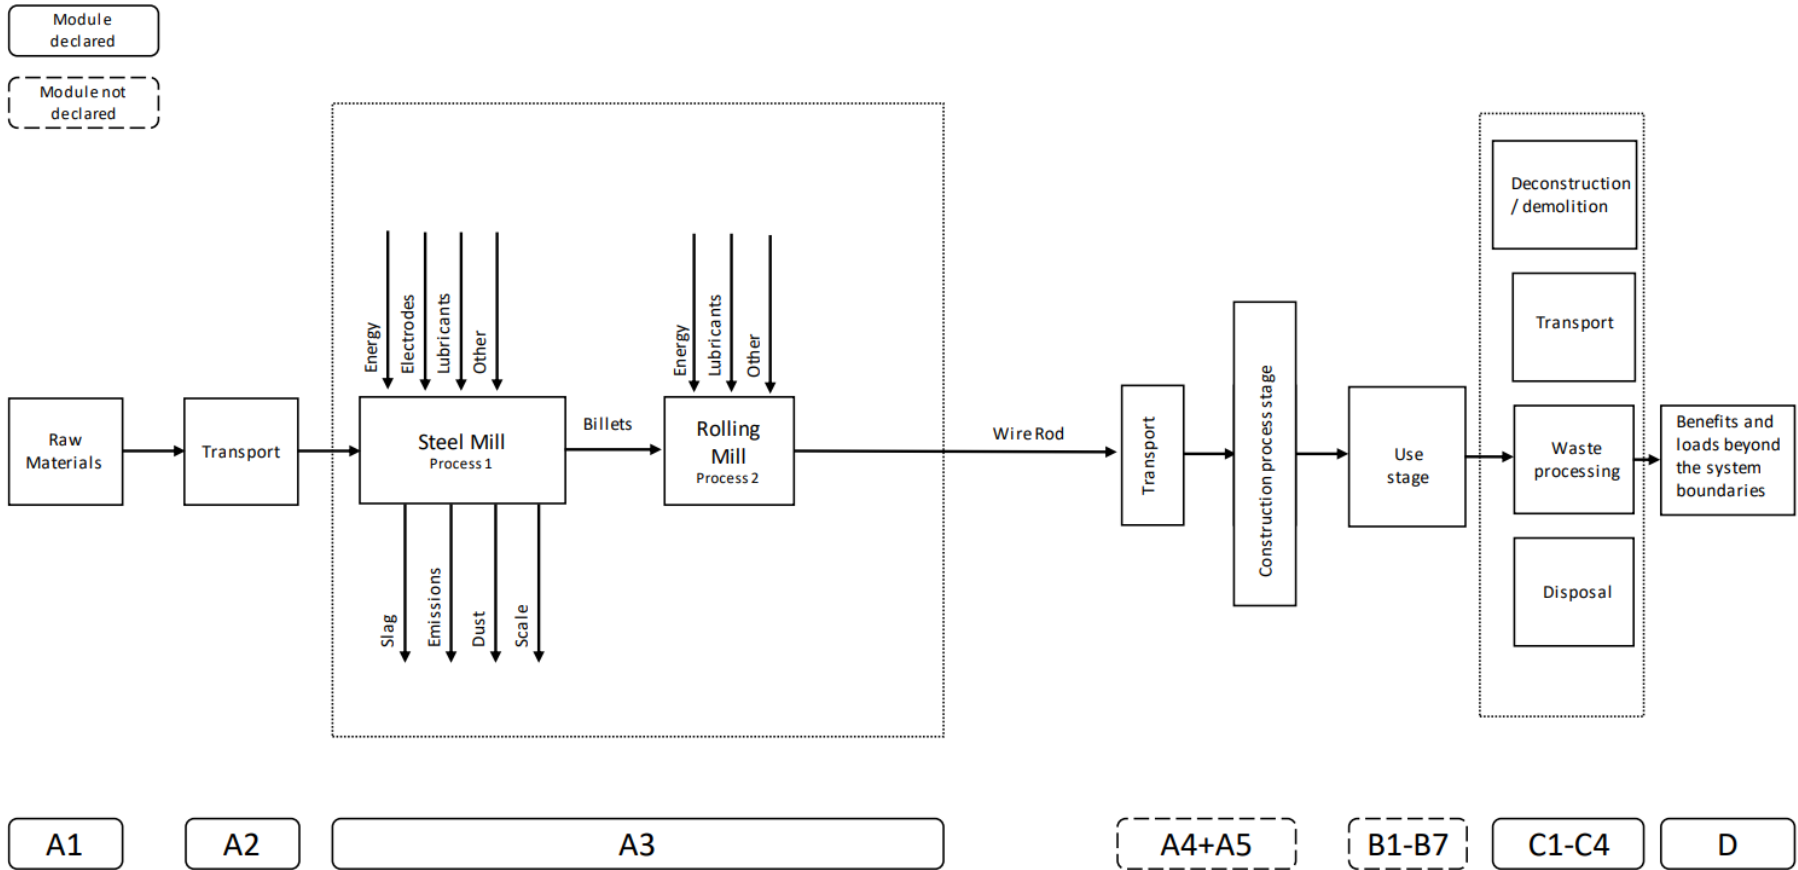 Module
declared
Module not
declared
Energy
Electrodes
Lubricants
Other
Energy
Lubricants
Other
Raw
Materials
Transport
Steel Mill
Process 1
Billets
Rolling
Mill
Process 2
Wire Rod
Transport
Construction process stage
Use
stage
Deconstruction
/ demolition
Transport
Waste
processing
Disposal
Benefits and
loads beyond
the system
boundaries
Slag
Emissions
Dust
Scale
A1
A2
A3
A4+A5
B1-B7
C1-C4
D